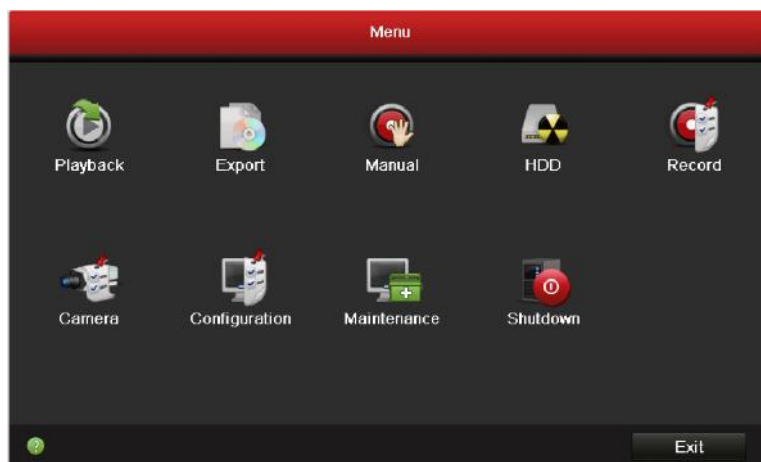 Menu
Playback Export Manual HDD Record
Camera Configuration Maintenance Shutdown
? Exit